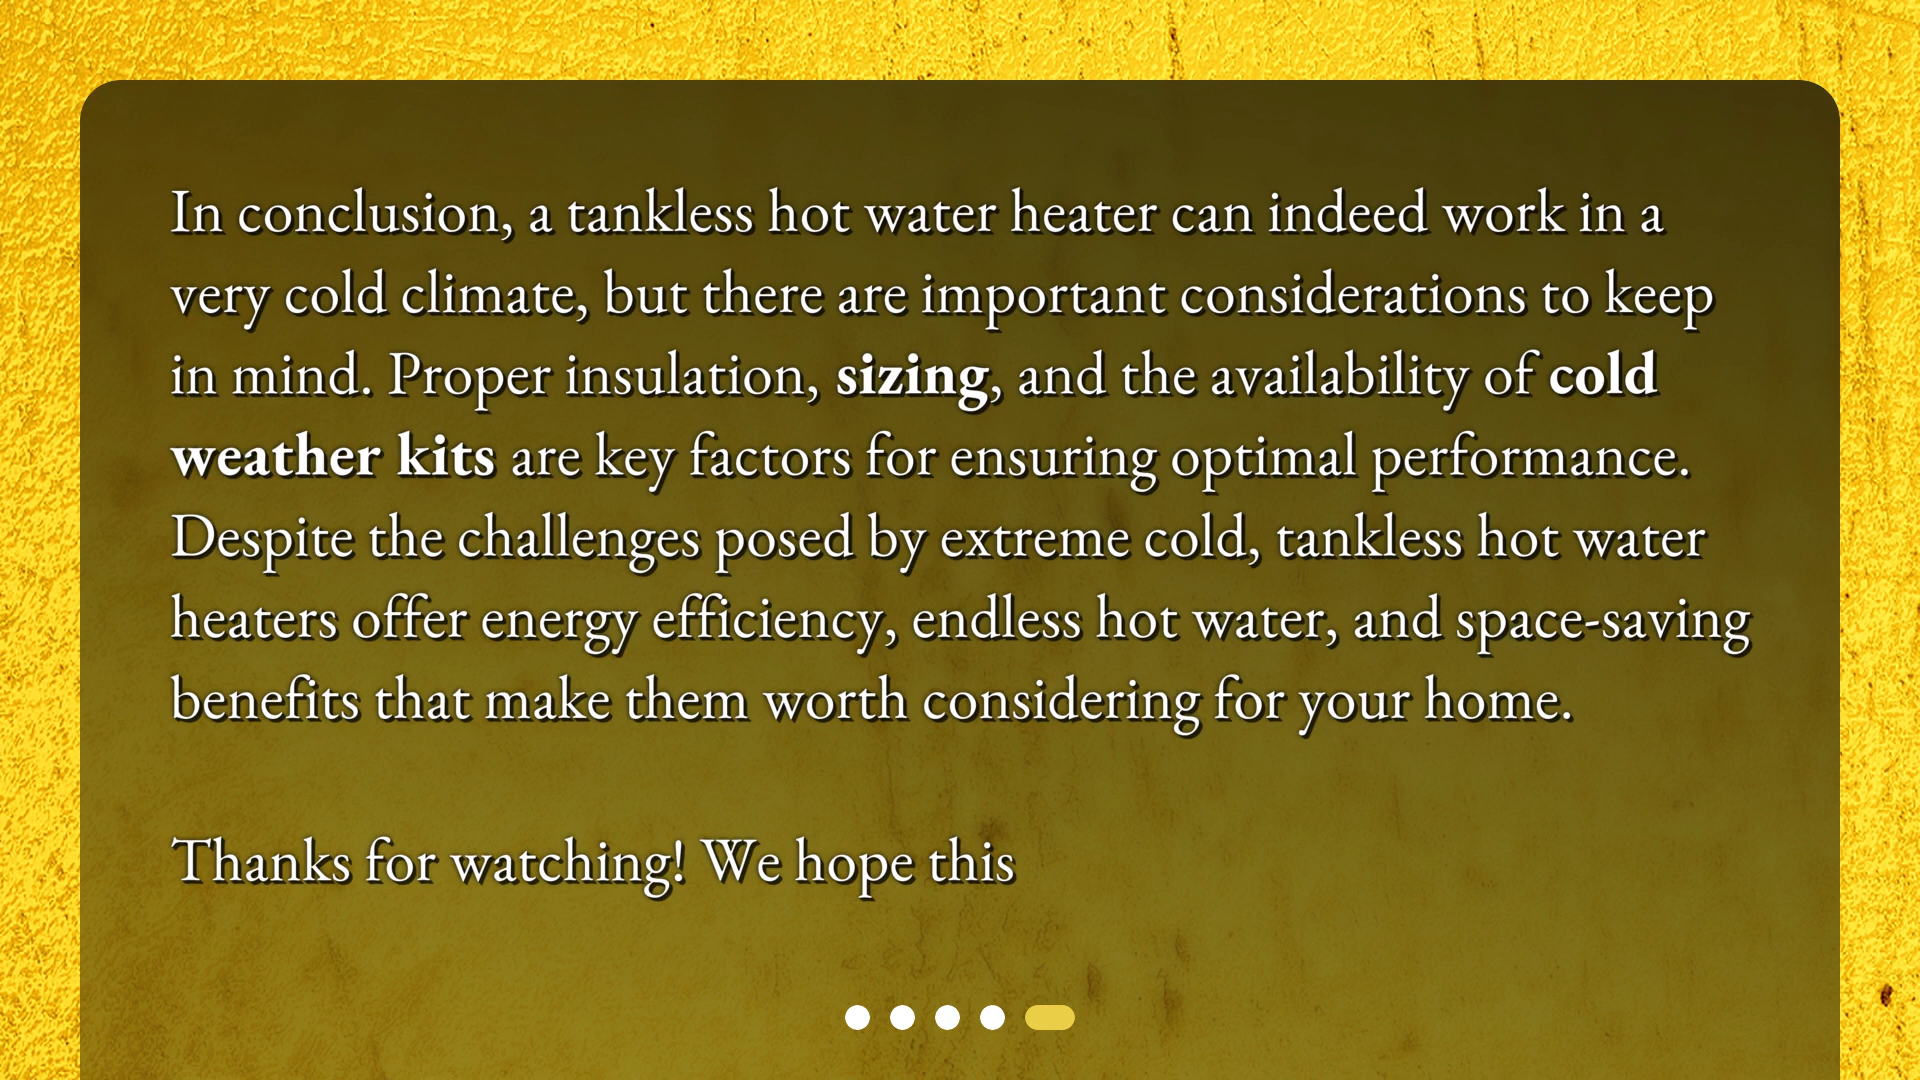 In conclusion, a tankless hot water heater can indeed work in a
very cold climate, but there are important considerations to keep
in mind. Proper insulation, sizing, and the availability of cold
weather kits are key factors for ensuring optimal performance.
Despite the challenges posed by extreme cold, tankless hot water
heaters offer energy efficiency, endless hot water, and space-saving
benefits that make them worth considering for your home.
Thanks for watching! We hope this